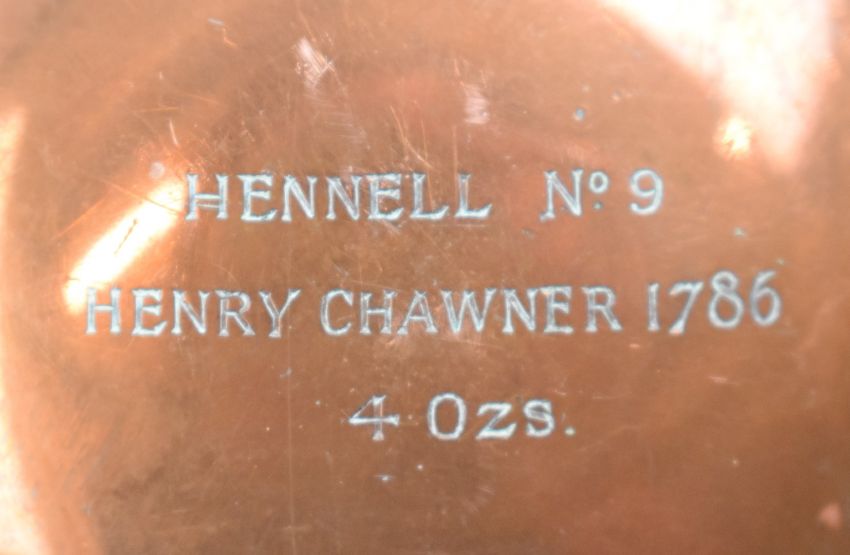 HENNELL Nº 9
HENRY CHAWNER 1786
4 Ozs.